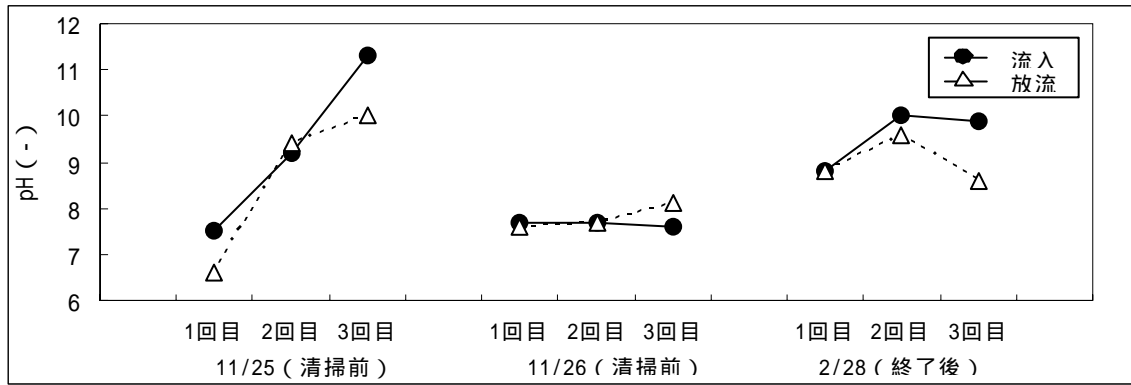 12
11
10
9
8
7
6
pH(-)
流入
放流
1回目 2回目 3回目 1回目 2回目 3回目 1回目 2回目 3回目
11/25(清掃前) 11/26(清掃前) 2/28(終了後)